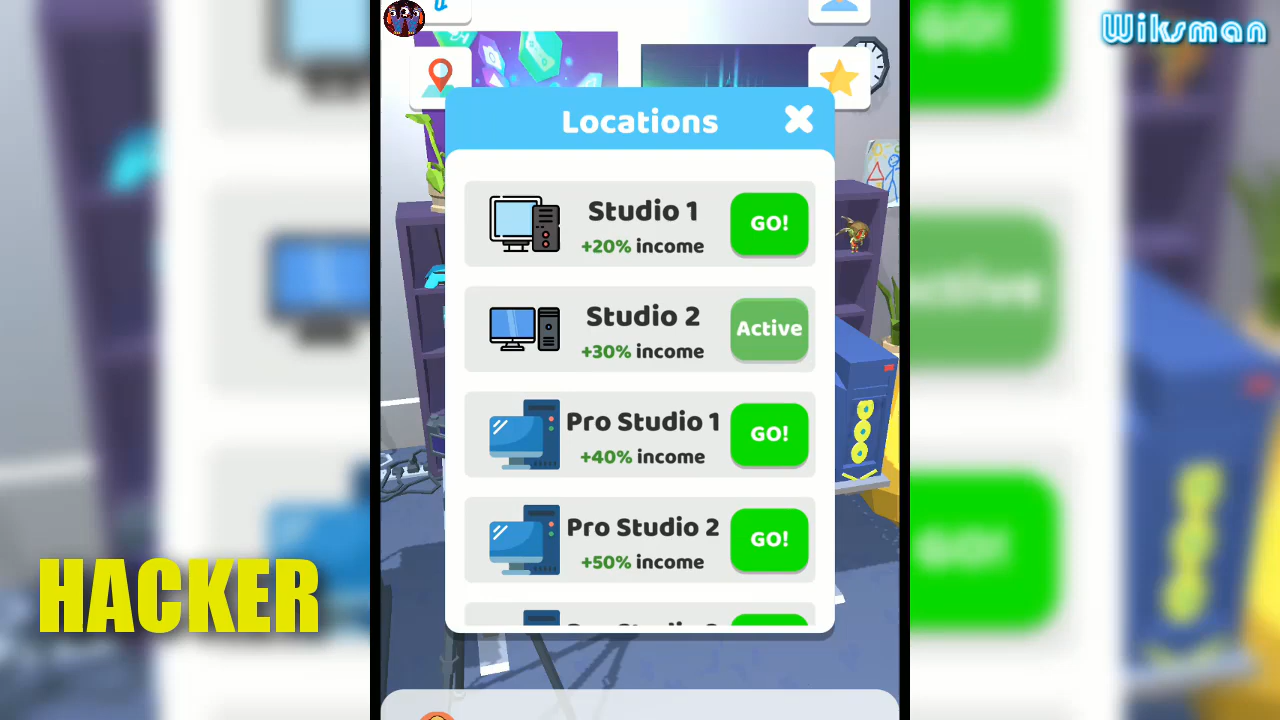 Wiksman
Locations
Studio 1
+20% income
GO!
Studio 2
+30% income
Active
Pro Studio 1
+40% income
GO!
Pro Studio 2
+50% income
GO!
HACKER